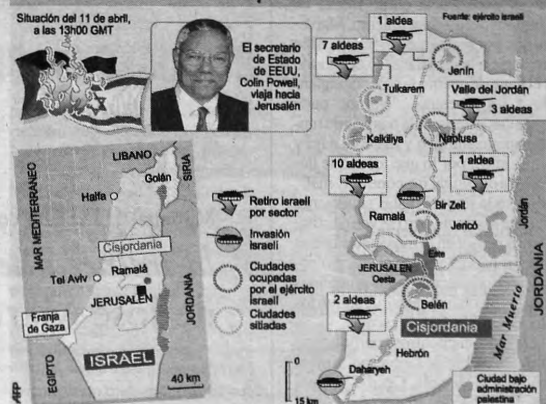 Situación del 11 de abril,
a las 13h00 GMT
El secretario
de Estado
de EEUU,
Colin Powell,
viaja hacia
Jerusalén
LIBANO
SIRIA
Golán
MAR MEDITERRANEO
Haifa
Cisjordania
Tel Aviv
Ramalá
JERUSALEN
JORDANIA
Franja
de Gaza
ISRAEL
EGIPTO
40 km
AFP
Retiro israelí
por sector
Invasión
Israelí
Ciudades
ocupadas
por el ejército
israelí
Ciudades
sitiadas
Fuente: ejército israelí
1 aldea
7 aldeas
Jenín
Tulkarem
Valle del Jordán
3 aldeas
Kalkiliya
Naplusa
10 aldeas
1 aldea
Bir Zeit
Ramalá
Jericó
Jordán
Este
JERUSALEN
Oeste
JORDANIA
2 aldeas
Belén
Cisjordania
Mar Muerto
Hebrón
Daharyeh
0
15 km
Ciudad bajo
administración
palestina